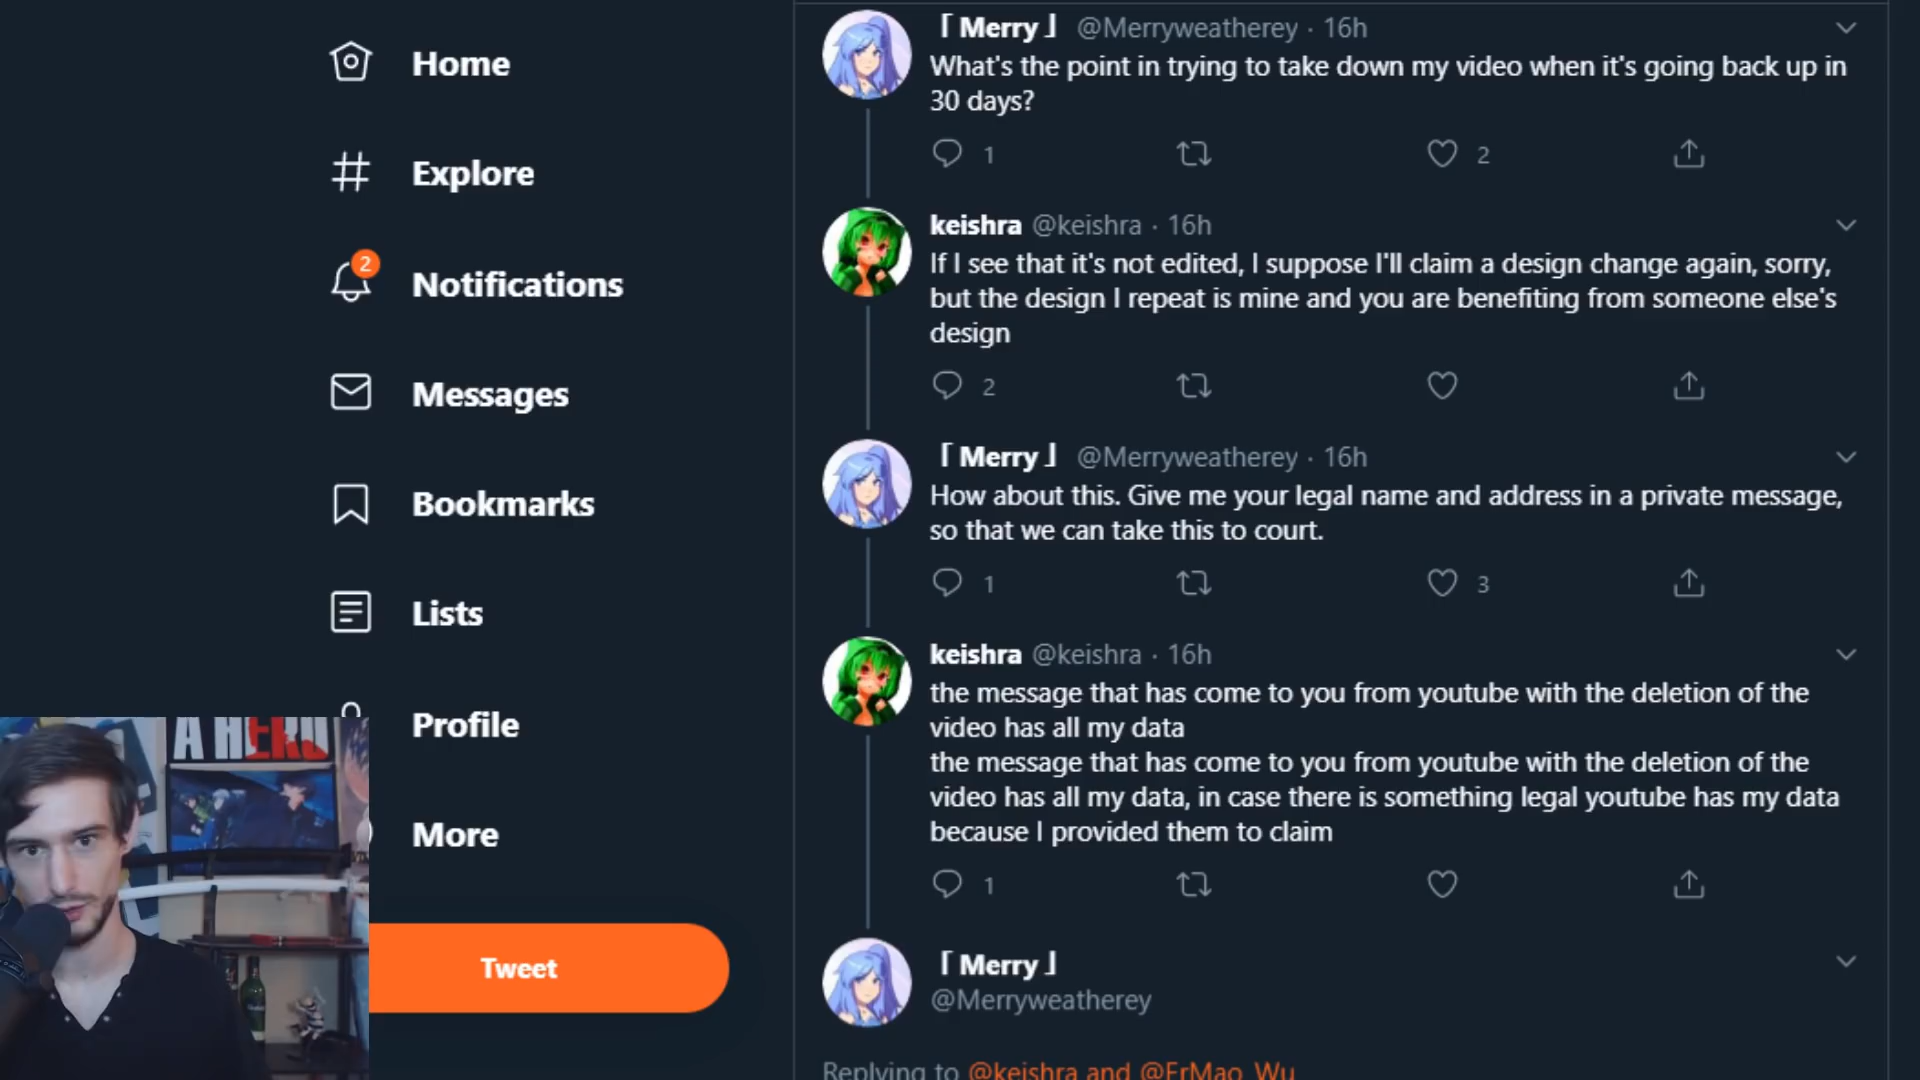 Home
Explore
2
Notifications
Messages
Bookmarks
Lists
Profile
More
Tweet
A HERO
「Merry」 @Merryweatherey · 16h
What's the point in trying to take down my video when it's going back up in
30 days?
1 2
keishra @keishra · 16h
If I see that it's not edited, I suppose I'll claim a design change again, sorry,
but the design I repeat is mine and you are benefiting from someone else's
design
2
「Merry」 @Merryweatherey · 16h
How about this. Give me your legal name and address in a private message,
so that we can take this to court.
1 3
keishra @keishra · 16h
the message that has come to you from youtube with the deletion of the
video has all my data
the message that has come to you from youtube with the deletion of the
video has all my data, in case there is something legal youtube has my data
because I provided them to claim
1
「Merry」
@Merryweatherey
Replying to @keishra and @ErMao_Wu